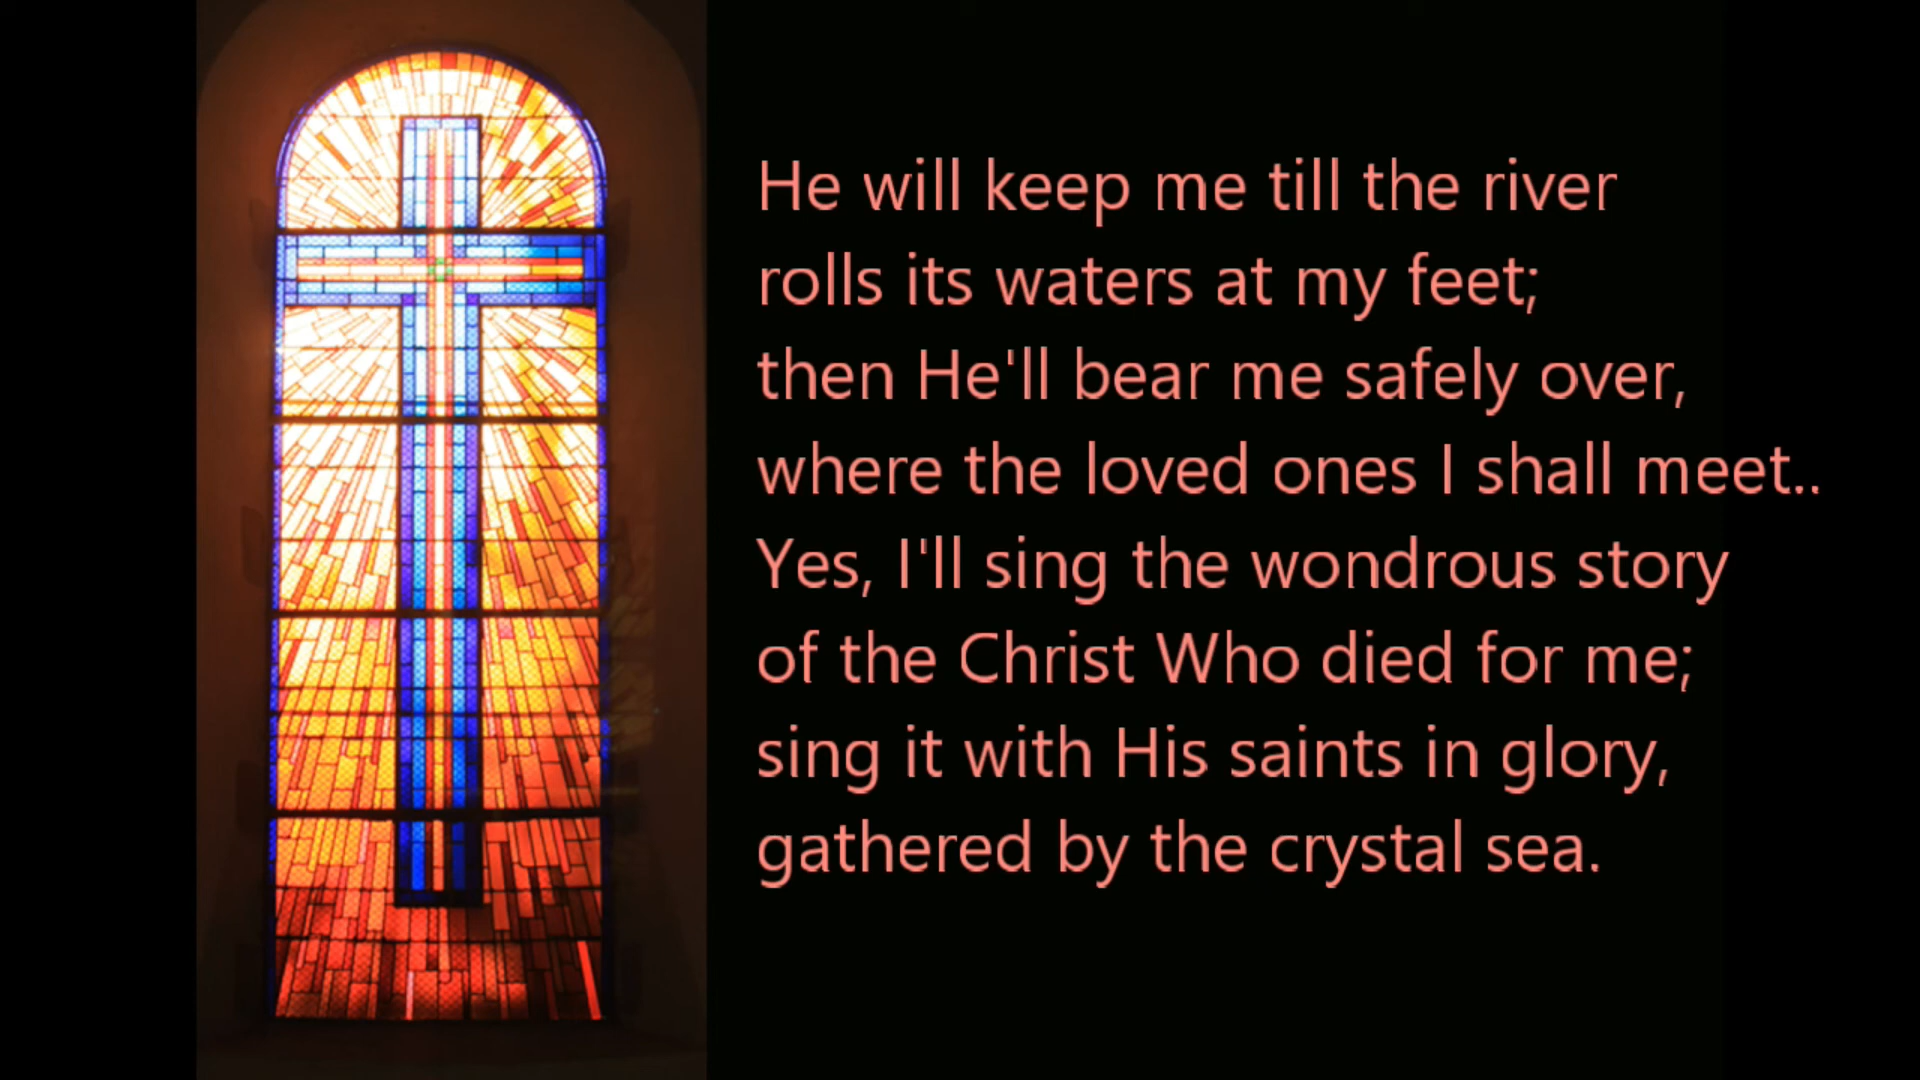 He will keep me till the river
rolls its waters at my feet;
then He'll bear me safely over,
where the loved ones I shall meet..
Yes, I'll sing the wondrous story
of the Christ Who died for me;
sing it with His saints in glory,
gathered by the crystal sea.